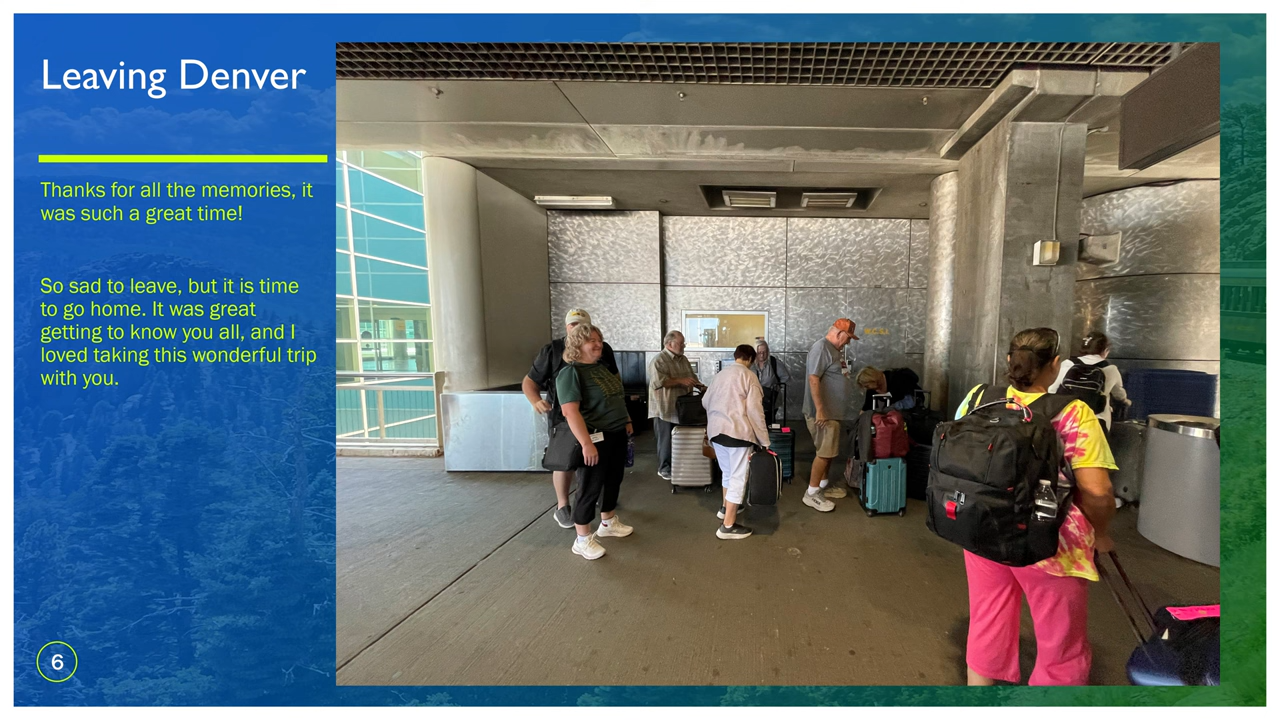 Leaving Denver
Thanks for all the memories, it
was such a great time!
So sad to leave, but it is time
to go home. It was great
getting to know you all, and I
loved taking this wonderful trip
with you.
6